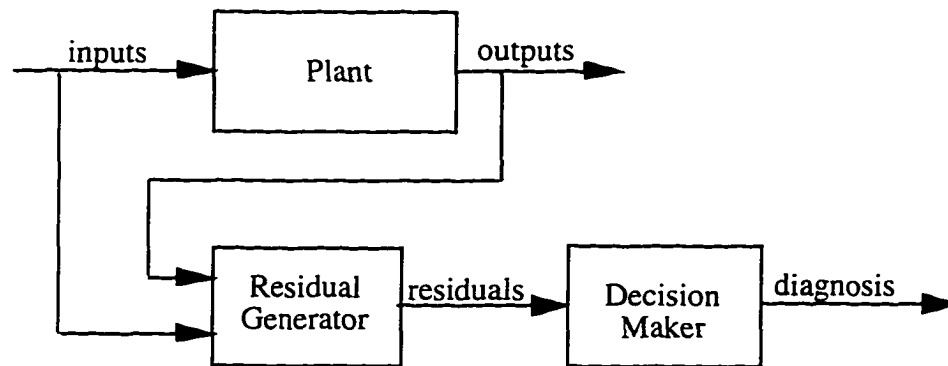 inputs
Plant
outputs
Residual
Generator
residuals
Decision
Maker
diagnosis